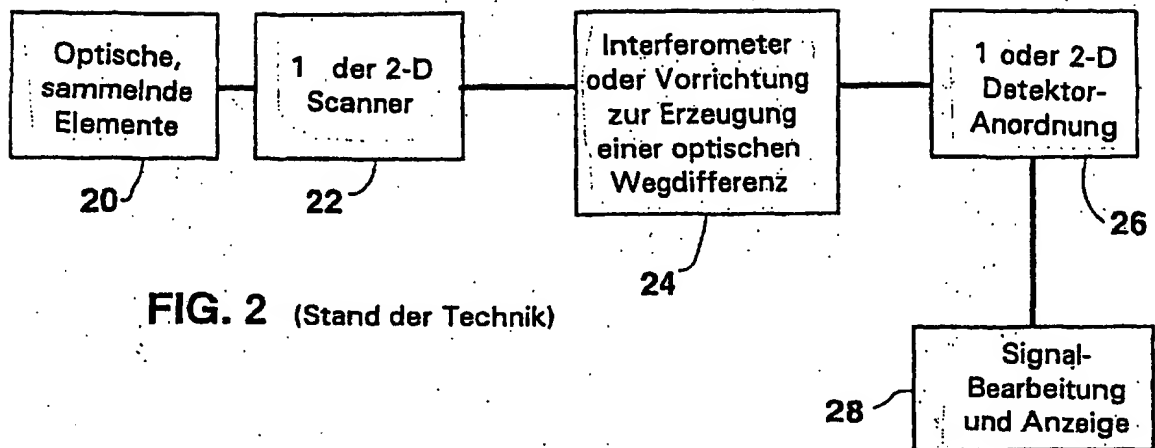 Optische,
sammelnde
Elemente
20
1 der 2-D
Scanner
22
Interferometer
oder Vorrichtung
zur Erzeugung
einer optischen
Wegdifferenz
24
1 oder 2-D
Detektor-
Anordnung
26
Signal-
Bearbeitung
und Anzeige
28
FIG. 2 (Stand der Technik)